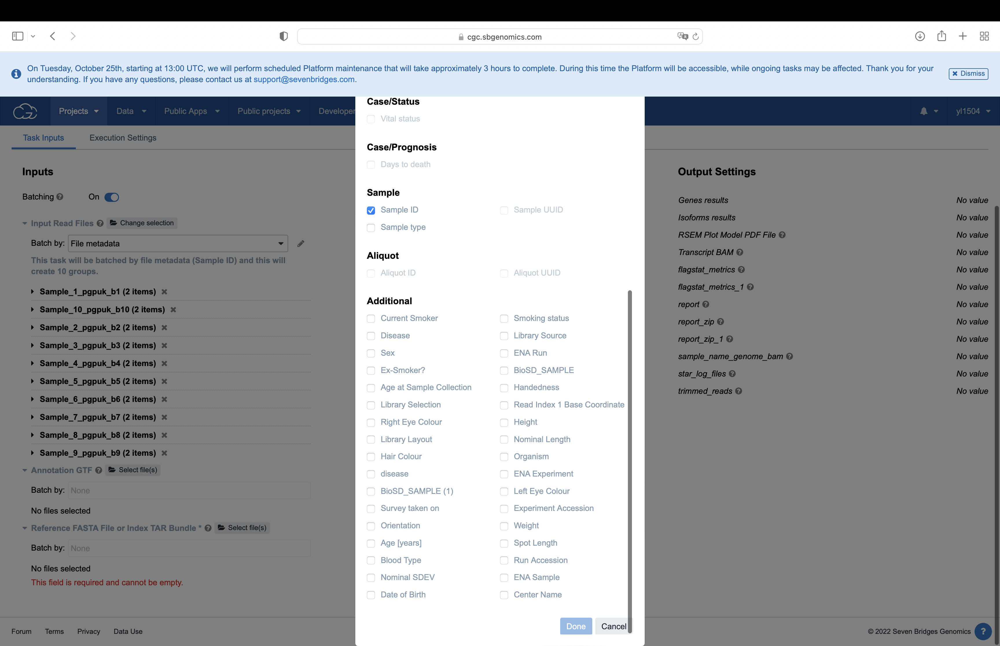 cgc.sbgenomics.com
On Tuesday, October 25th, starting at 13:00 UTC, we will perform scheduled Platform maintenance that will take approximately 3 hours to complete. During this time the Platform will be accessible, while ongoing tasks may be affected. Thank you for your
understanding. If you have any questions, please contact us at support@sevenbridges.com.
Dismiss
Projects
Data
Public Apps
Public projects
Developer
yl1504
Task Inputs
Execution Settings
Inputs
Batching
On
Input Read Files
Change selection
Batch by: File metadata
This task will be batched by file metadata (Sample ID) and this will
create 10 groups.
Sample_1_pgpuk_b1 (2 items)
Sample_10_pgpuk_b10 (2 items)
Sample_2_pgpuk_b2 (2 items)
Sample_3_pgpuk_b3 (2 items)
Sample_4_pgpuk_b4 (2 items)
Sample_5_pgpuk_b5 (2 items)
Sample_6_pgpuk_b6 (2 items)
Sample_7_pgpuk_b7 (2 items)
Sample_8_pgpuk_b8 (2 items)
Sample_9_pgpuk_b9 (2 items)
Annotation GTF
Select file(s)
Batch by: None
No files selected
Reference FASTA File or Index TAR Bundle *
Select file(s)
Batch by: None
No files selected
This field is required and cannot be empty.
Case/Status
Vital status
Case/Prognosis
Days to death
Sample
Sample ID
Sample UUID
Sample type
Aliquot
Aliquot ID
Aliquot UUID
Additional
Current Smoker
Smoking status
Disease
Library Source
Sex
ENA Run
Ex-Smoker?
BioSD_SAMPLE
Age at Sample Collection
Handedness
Library Selection
Read Index 1 Base Coordinate
Right Eye Colour
Height
Library Layout
Nominal Length
Hair Colour
Organism
disease
ENA Experiment
BioSD_SAMPLE (1)
Left Eye Colour
Survey taken on
Experiment Accession
Orientation
Weight
Age [years]
Spot Length
Blood Type
Run Accession
Nominal SDEV
ENA Sample
Date of Birth
Center Name
Done
Cancel
Output Settings
Genes results No value
Isoforms results No value
RSEM Plot Model PDF File No value
Transcript BAM No value
flagstat_metrics No value
flagstat_metrics_1 No value
report No value
report_zip No value
report_zip_1 No value
sample_name_genome_bam No value
star_log_files No value
trimmed_reads No value
Forum
Terms
Privacy
Data Use
© 2022 Seven Bridges Genomics